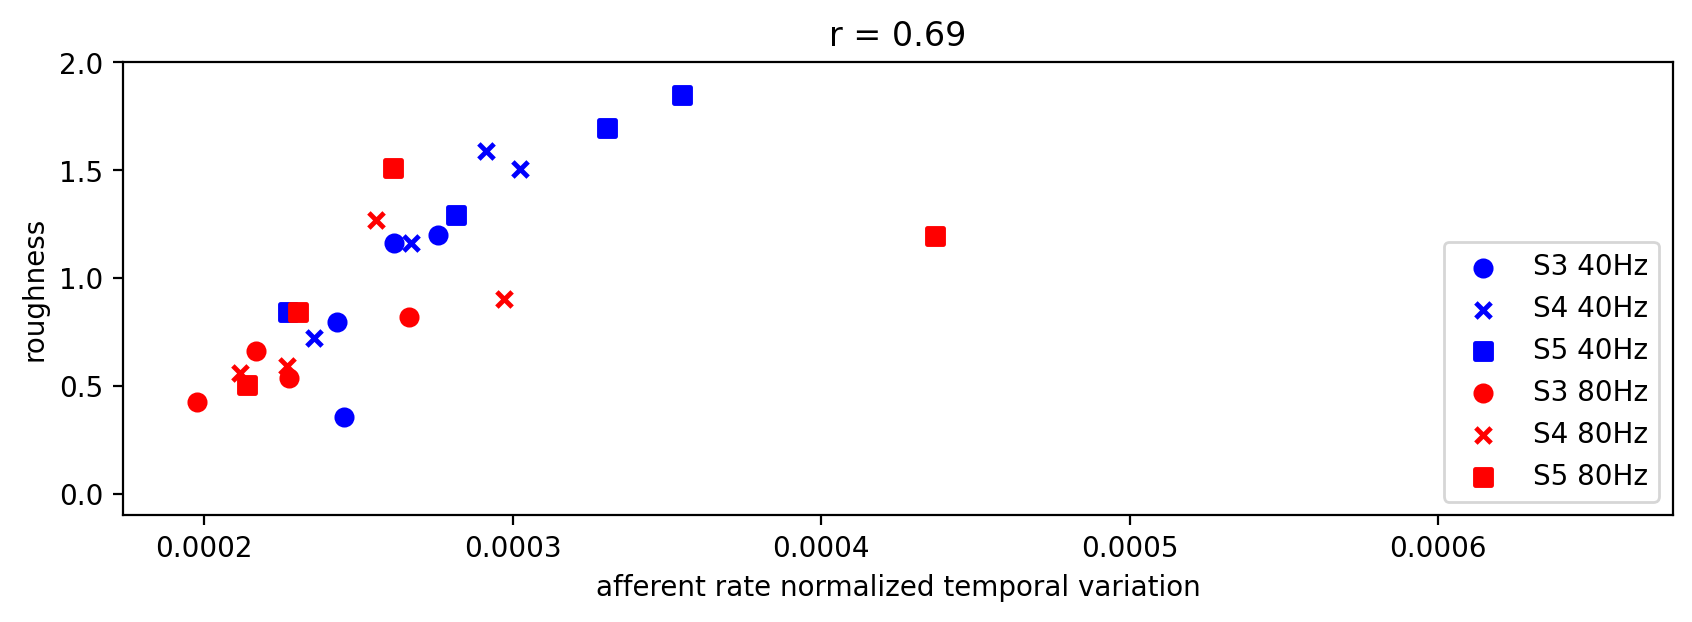 r = 0.69
2.0
1.5
1.0
0.5
0.0
roughness
S3 40Hz
S4 40Hz
S5 40Hz
S3 80Hz
S4 80Hz
S5 80Hz
0.0002 0.0003 0.0004 0.0005 0.0006
afferent rate normalized temporal variation